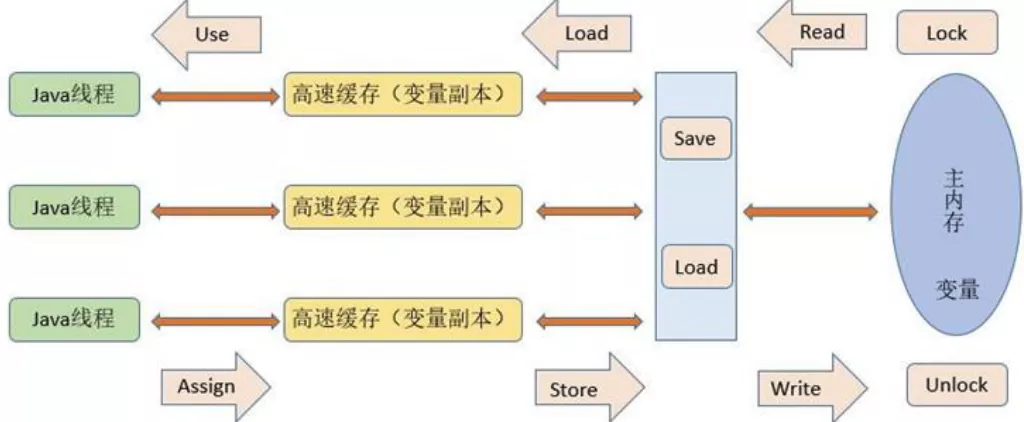 Use
Load
Read
Lock
Java线程
高速缓存（变量副本）
Save
Java线程
高速缓存（变量副本）
主内存
Load
变量
Java线程
高速缓存（变量副本）
Assign
Store
Write
Unlock